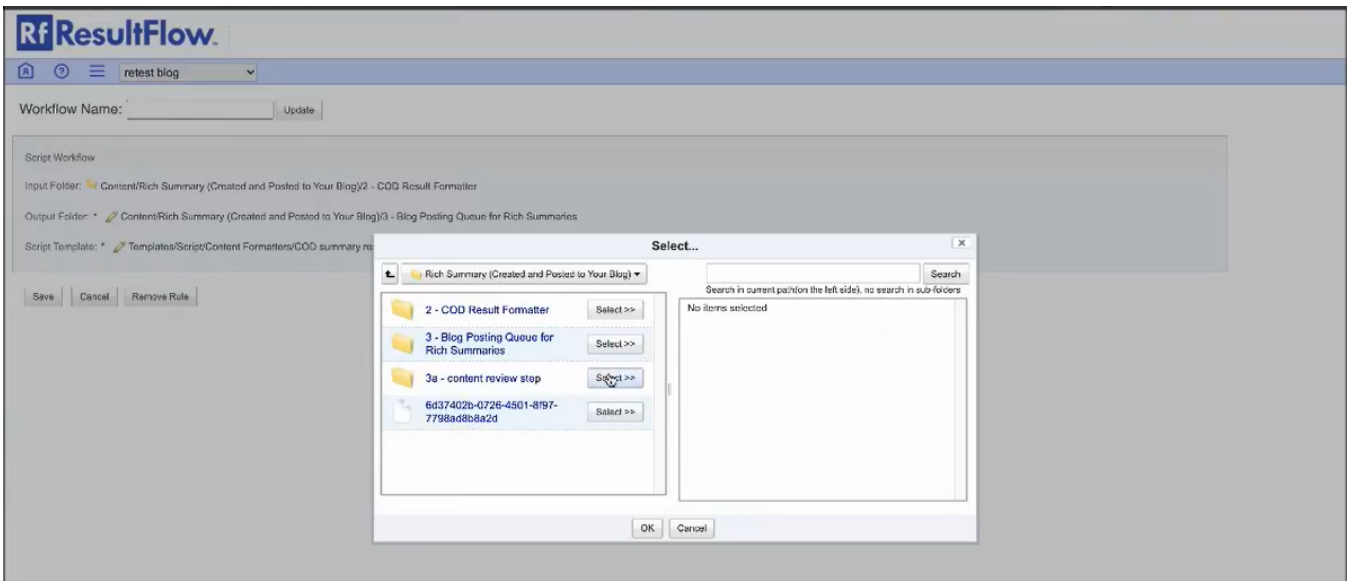 Rf ResultFlow.
retest blog
Workflow Name:
Update
Script Workflow
Input Folder: Content/Rich Summary (Created and Posted to Your Blog)/2 - COD Result Formatter
Output Folder: * Content/Rich Summary (Created and Posted to Your Blog)/3 - Blog Posting Queue for Rich Summaries
Script Template: * Templates/Script/Content Formatters/COD summary re
Save Cancel Remove Rule
Select...
Rich Summary (Created and Posted to Your Blog)
Search
Search in current path(on the left side), no search in sub-folders
2 - COD Result Formatter Select >>
3 - Blog Posting Queue for
Rich Summaries Select >>
3a - content review step Select >>
6d37402b-0726-4501-8f97-
7798ad8b8a2d Select >>
No items selected
OK Cancel